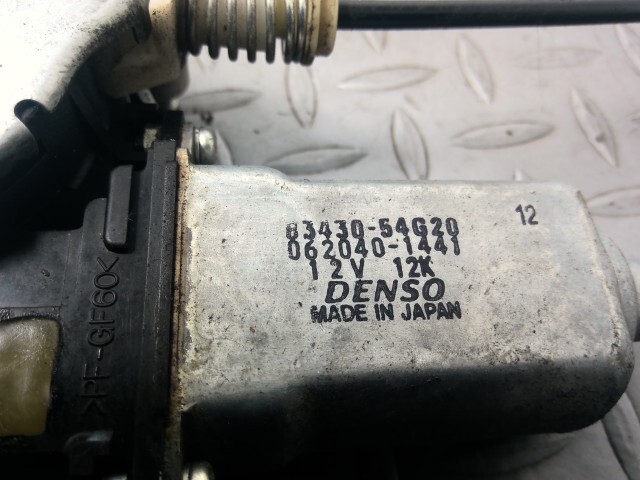 83430-54G20
062040-1441
12V 12K
DENSO
MADE IN JAPAN
12
>PF-GF60<